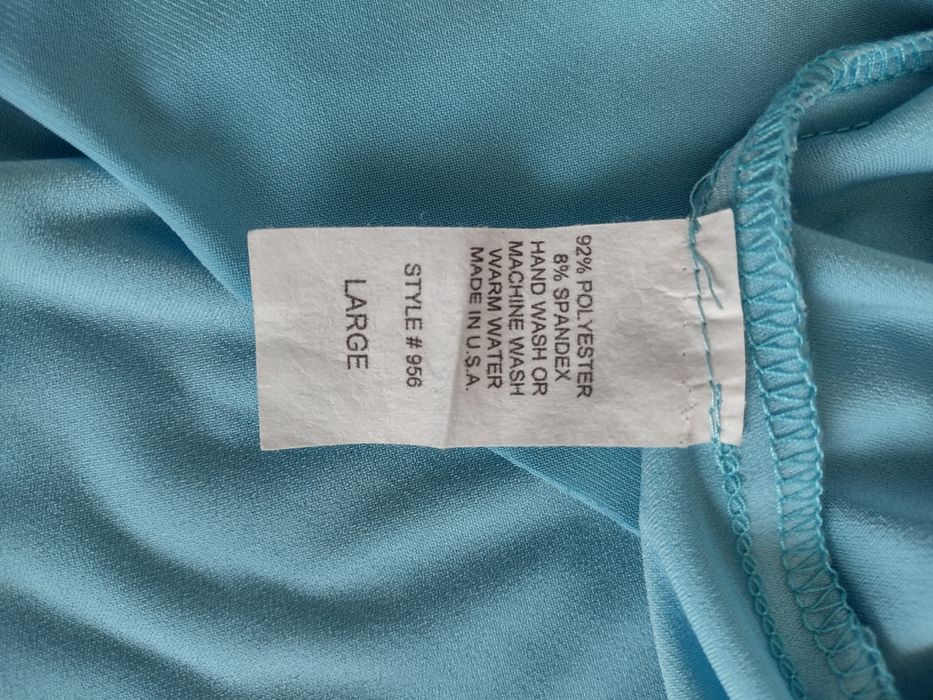 92% POLYESTER
8% SPANDEX
HAND WASH OR
MACHINE WASH
WARM WATER
MADE IN U.S.A.
STYLE # 956
LARGE